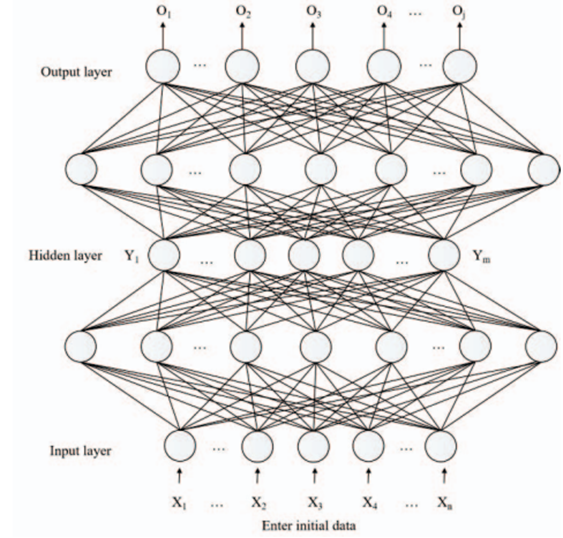 O₁ O₂ O₃ O₄ ... Oⱼ
... ...
Output layer
... ...
Hidden layer Y₁ ... ... Yₘ
... ...
Input layer ... ...
X₁ ... X₂ X₃ X₄ ... Xₙ
Enter initial data